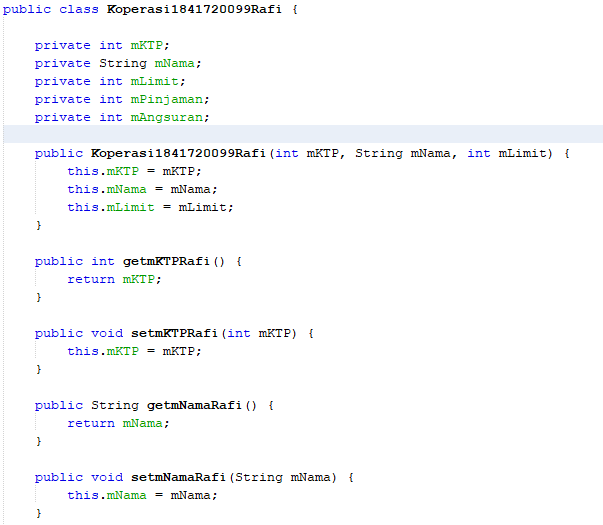 public class Koperasi1841720099Rafi {
private int mKTP;
private String mNama;
private int mLimit;
private int mPinjaman;
private int mAngsuran;
public Koperasi1841720099Rafi(int mKTP, String mNama, int mLimit) {
this.mKTP = mKTP;
this.mNama = mNama;
this.mLimit = mLimit;
}
public int getmKTPRafi() {
return mKTP;
}
public void setmKTPRafi(int mKTP) {
this.mKTP = mKTP;
}
public String getmNamaRafi() {
return mNama;
}
public void setmNamaRafi(String mNama) {
this.mNama = mNama;
}